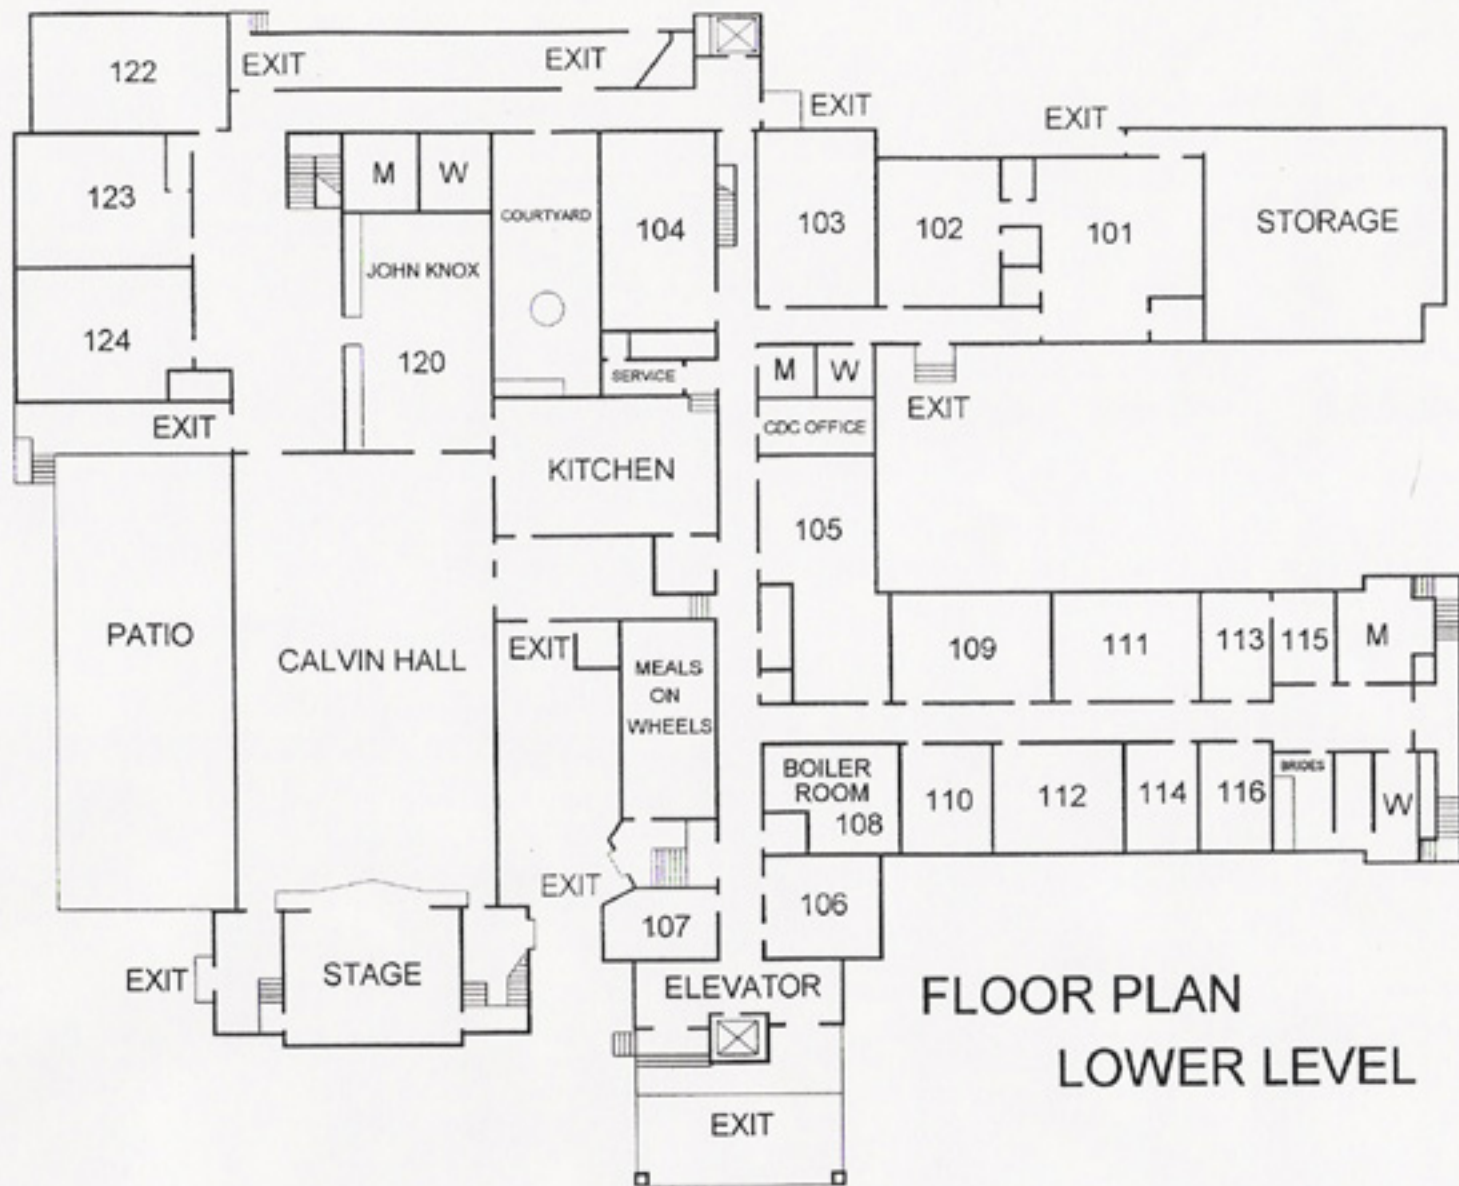 122
EXIT
EXIT
EXIT
EXIT
123
M
W
COURTYARD
104
103
102
101
STORAGE
JOHN KNOX
124
120
SERVICE
M
W
EXIT
EXIT
CDC OFFICE
KITCHEN
105
PATIO
CALVIN HALL
EXIT
MEALS
ON
WHEELS
109
111
113
115
M
BOILER
ROOM
108
110
112
114
116
BRIDES
W
EXIT
107
106
EXIT
STAGE
ELEVATOR
FLOOR PLAN
LOWER LEVEL
EXIT